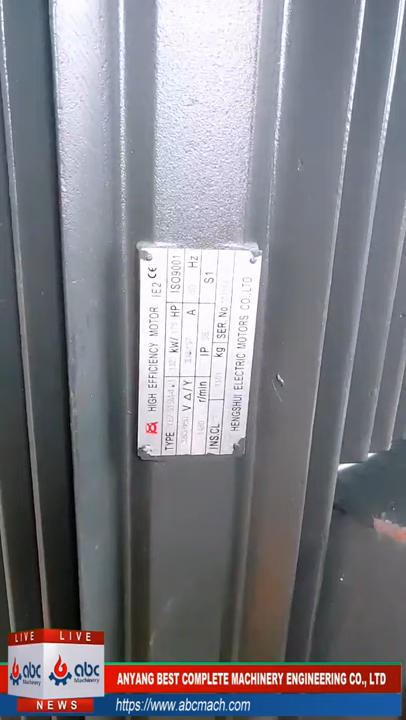 HIGH EFFICIENCY MOTOR IE2 CE
TYPE kW/ HP ISO9001
V △/Y A Hz
r/min IP S1
INS.CL kg SER.No
HENGSHUI ELECTRIC MOTORS CO.,LTD
LIVE LIVE
abc Machinery abc Machinery
NEWS
ANYANG BEST COMPLETE MACHINERY ENGINEERING CO., LTD
https://www.abcmach.com